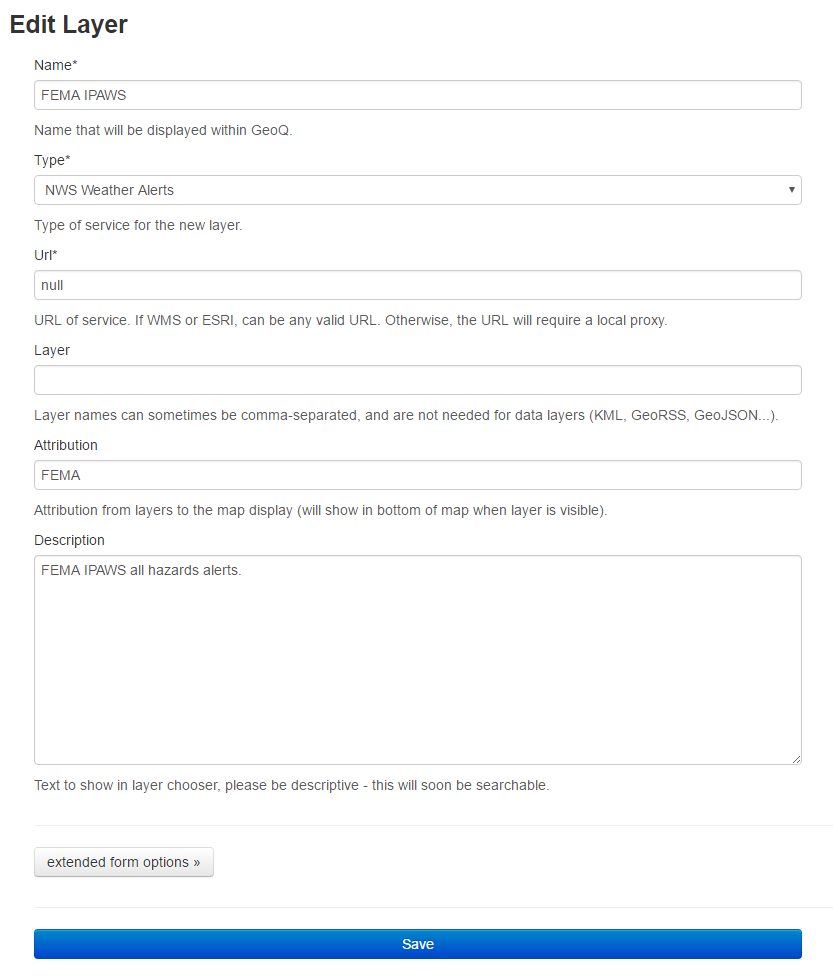 Edit Layer
Name*
FEMA IPAWS
Name that will be displayed within GeoQ.
Type*
NWS Weather Alerts
Type of service for the new layer.
Url*
null
URL of service. If WMS or ESRI, can be any valid URL. Otherwise, the URL will require a local proxy.
Layer
Layer names can sometimes be comma-separated, and are not needed for data layers (KML, GeoRSS, GeoJSON...).
Attribution
FEMA
Attribution from layers to the map display (will show in bottom of map when layer is visible).
Description
FEMA IPAWS all hazards alerts.
Text to show in layer chooser, please be descriptive - this will soon be searchable.
extended form options »
Save